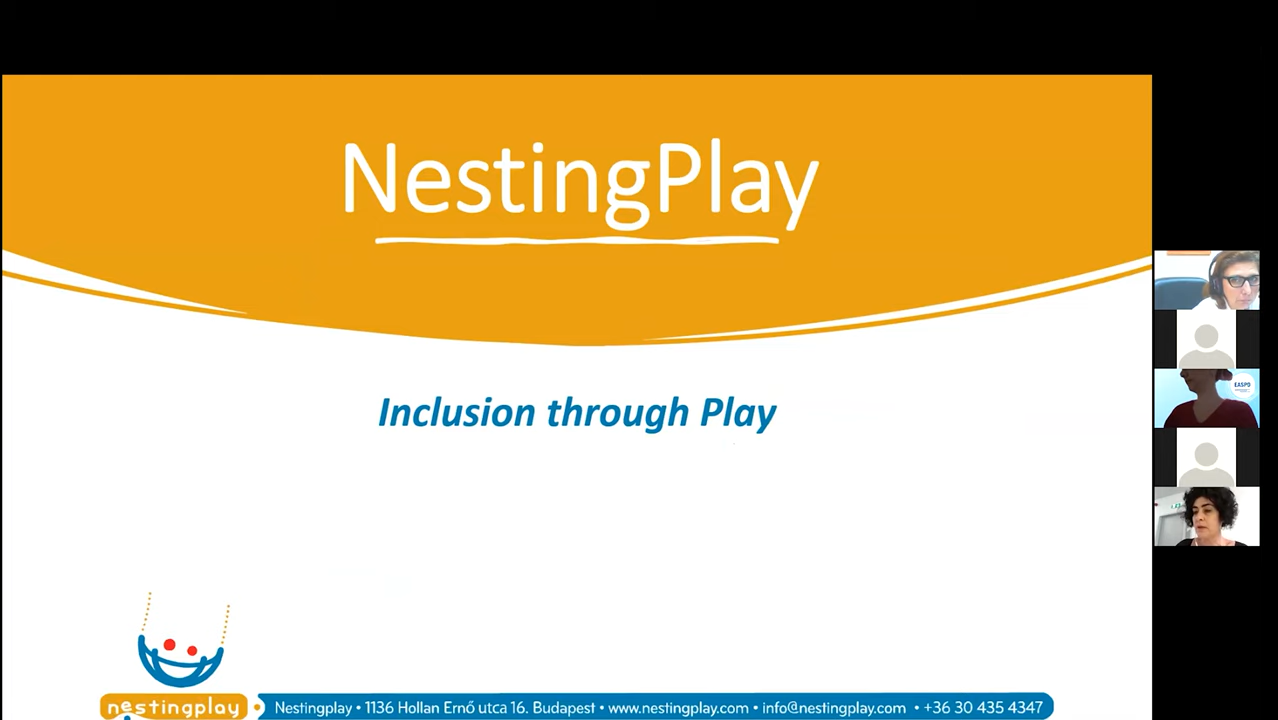 NestingPlay
Inclusion through Play
EASPD
nestingplay
Nestingplay • 1136 Hollan Ernő utca 16. Budapest • www.nestingplay.com • info@nestingplay.com • +36 30 435 4347